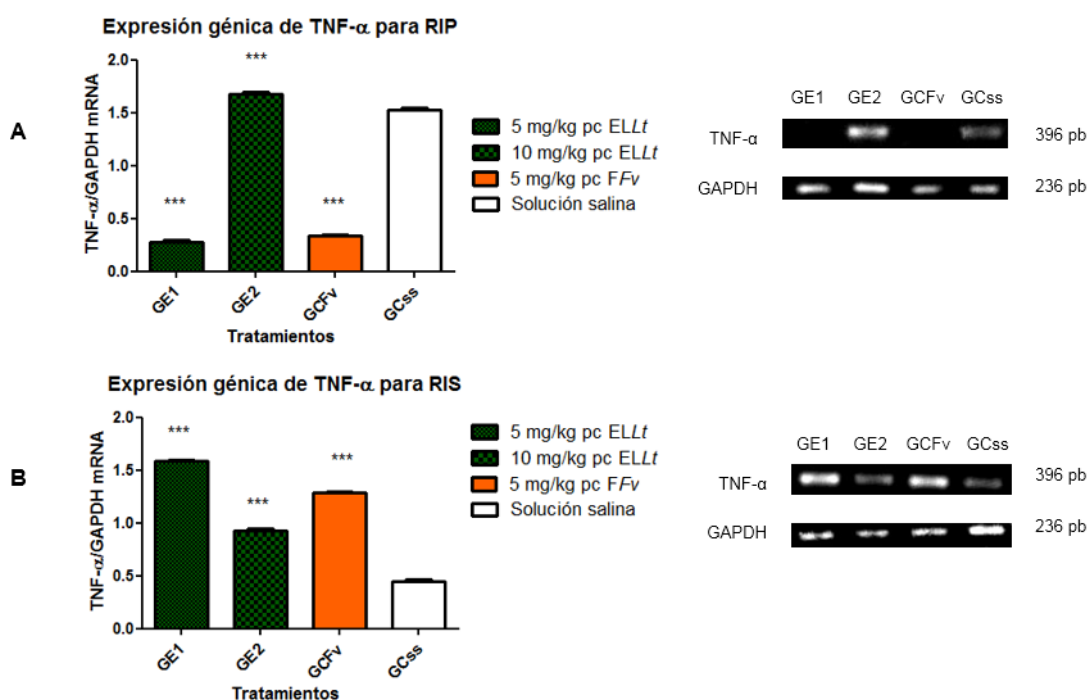 Expresión génica de TNF-α para RIP
A
TNF-α/GAPDH mRNA
2.0
1.5
1.0
0.5
0.0
***
***
***
GE1
GE2
GCFv
GCss
Tratamientos
5 mg/kg pc ELLt
10 mg/kg pc ELLt
5 mg/kg pc FFv
Solución salina
GE1 GE2 GCFv GCss
TNF-α 396 pb
GAPDH 236 pb
Expresión génica de TNF-α para RIS
B
TNF-α/GAPDH mRNA
2.0
1.5
1.0
0.5
0.0
***
***
***
GE1
GE2
GCFv
GCss
Tratamientos
5 mg/kg pc ELLt
10 mg/kg pc ELLt
5 mg/kg pc FFv
Solución salina
GE1 GE2 GCFv GCss
TNF-α 396 pb
GAPDH 236 pb